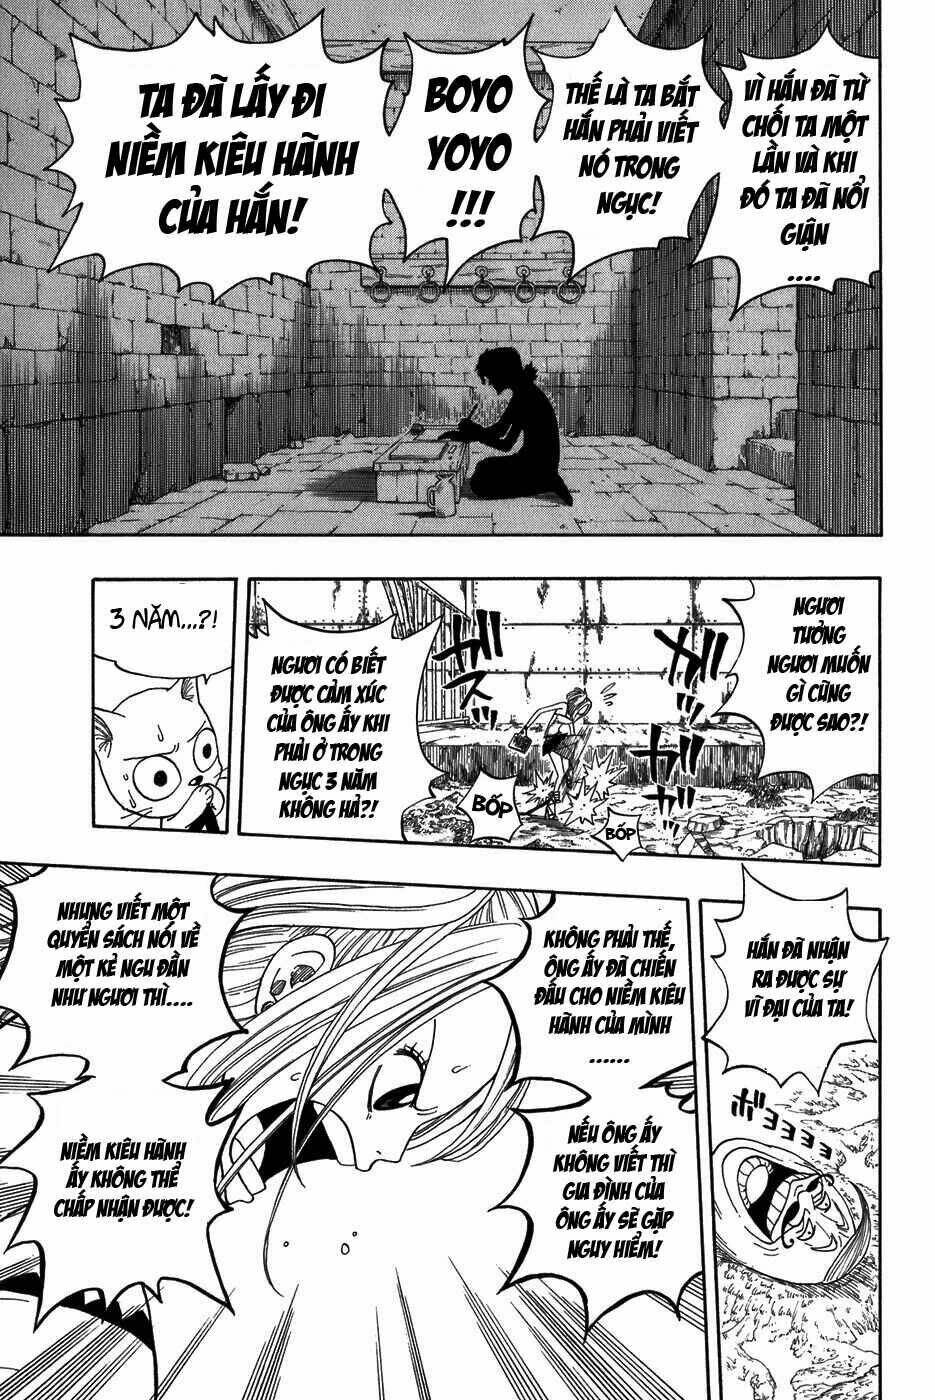 VÌ HẮN ĐÃ TỪ
CHỐI TA MỘT
LẦN VÀ KHI
ĐÓ TA ĐÃ NỔI
GIẬN
....
THẾ LÀ TA BẮT
HẮN PHẢI VIẾT
NÓ TRONG
NGỤC!
BOYO
YOYO
!!!
TA ĐÃ LẤY ĐI
NIỀM KIÊU HÃNH
CỦA HẮN!
NGƯƠI
TƯỞNG
NGƯƠI MUỐN
GÌ CŨNG
ĐƯỢC SAO?!
BỐP
BỐP
NGƯƠI CÓ BIẾT
ĐƯỢC CẢM XÚC
CỦA ÔNG ẤY KHI
PHẢI Ở TRONG
NGỤC 3 NĂM
KHÔNG HẢ?!
3 NĂM...?!
HẮN ĐÃ NHẬN
RA ĐƯỢC SỰ
VĨ ĐẠI CỦA TA!
KHÔNG PHẢI THẾ,
ÔNG ẤY ĐÃ CHIẾN
ĐẤU CHO NIỀM KIÊU
HÃNH CỦA MÌNH
......
NẾU ÔNG ẤY
KHÔNG VIẾT THÌ
GIA ĐÌNH CỦA
ÔNG ẤY SẼ GẶP
NGUY HIỂM!
NHƯNG VIẾT MỘT
QUYỂN SÁCH NÓI VỀ
MỘT KẺ NGU ĐẦN
NHƯ NGƯƠI THÌ....
NIỀM KIÊU HÃNH
ẤY KHÔNG THỂ
CHẤP NHẬN ĐƯỢC!